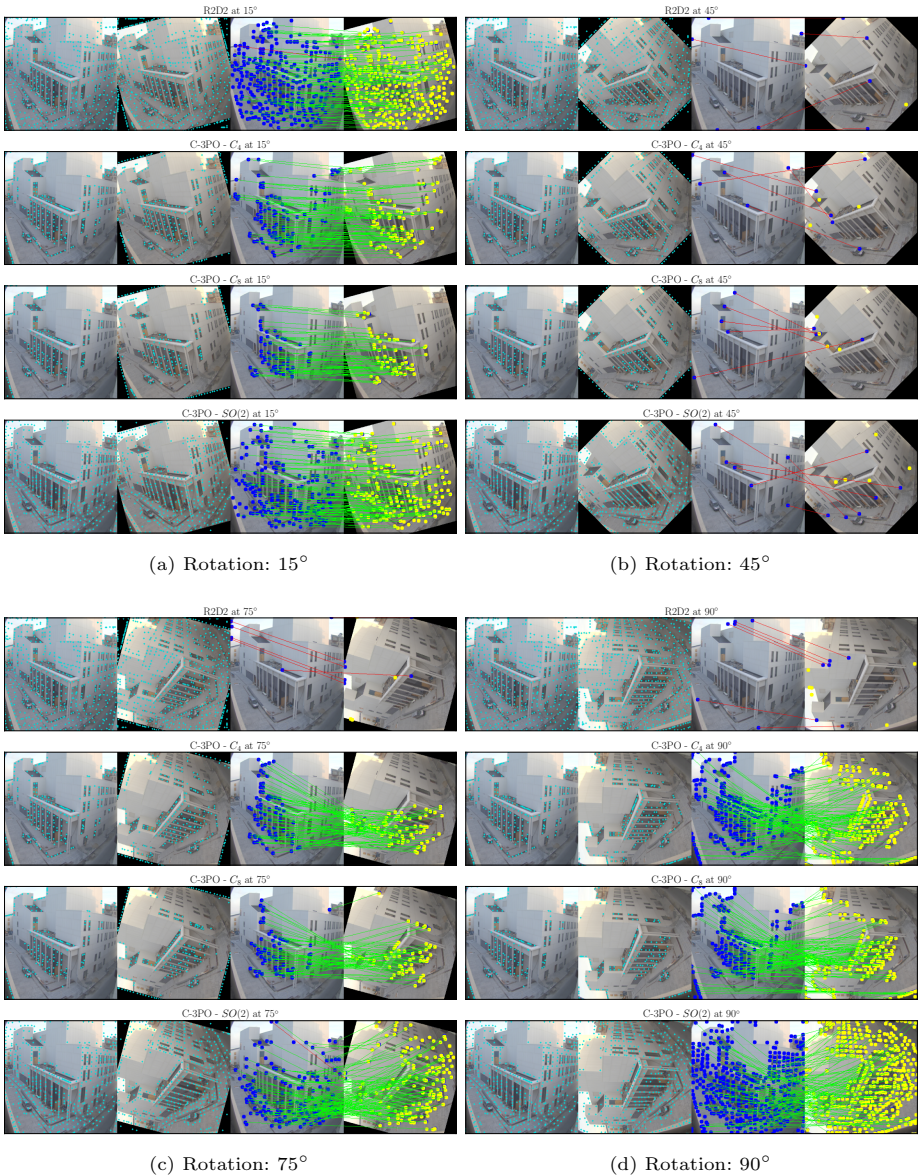 R2D2 at 15°
C-3PO - C₄ at 15°
C-3PO - C₈ at 15°
C-3PO - SO(2) at 15°
(a) Rotation: 15°
R2D2 at 45°
C-3PO - C₄ at 45°
C-3PO - C₈ at 45°
C-3PO - SO(2) at 45°
(b) Rotation: 45°
R2D2 at 75°
C-3PO - C₄ at 75°
C-3PO - C₈ at 75°
C-3PO - SO(2) at 75°
(c) Rotation: 75°
R2D2 at 90°
C-3PO - C₄ at 90°
C-3PO - C₈ at 90°
C-3PO - SO(2) at 90°
(d) Rotation: 90°